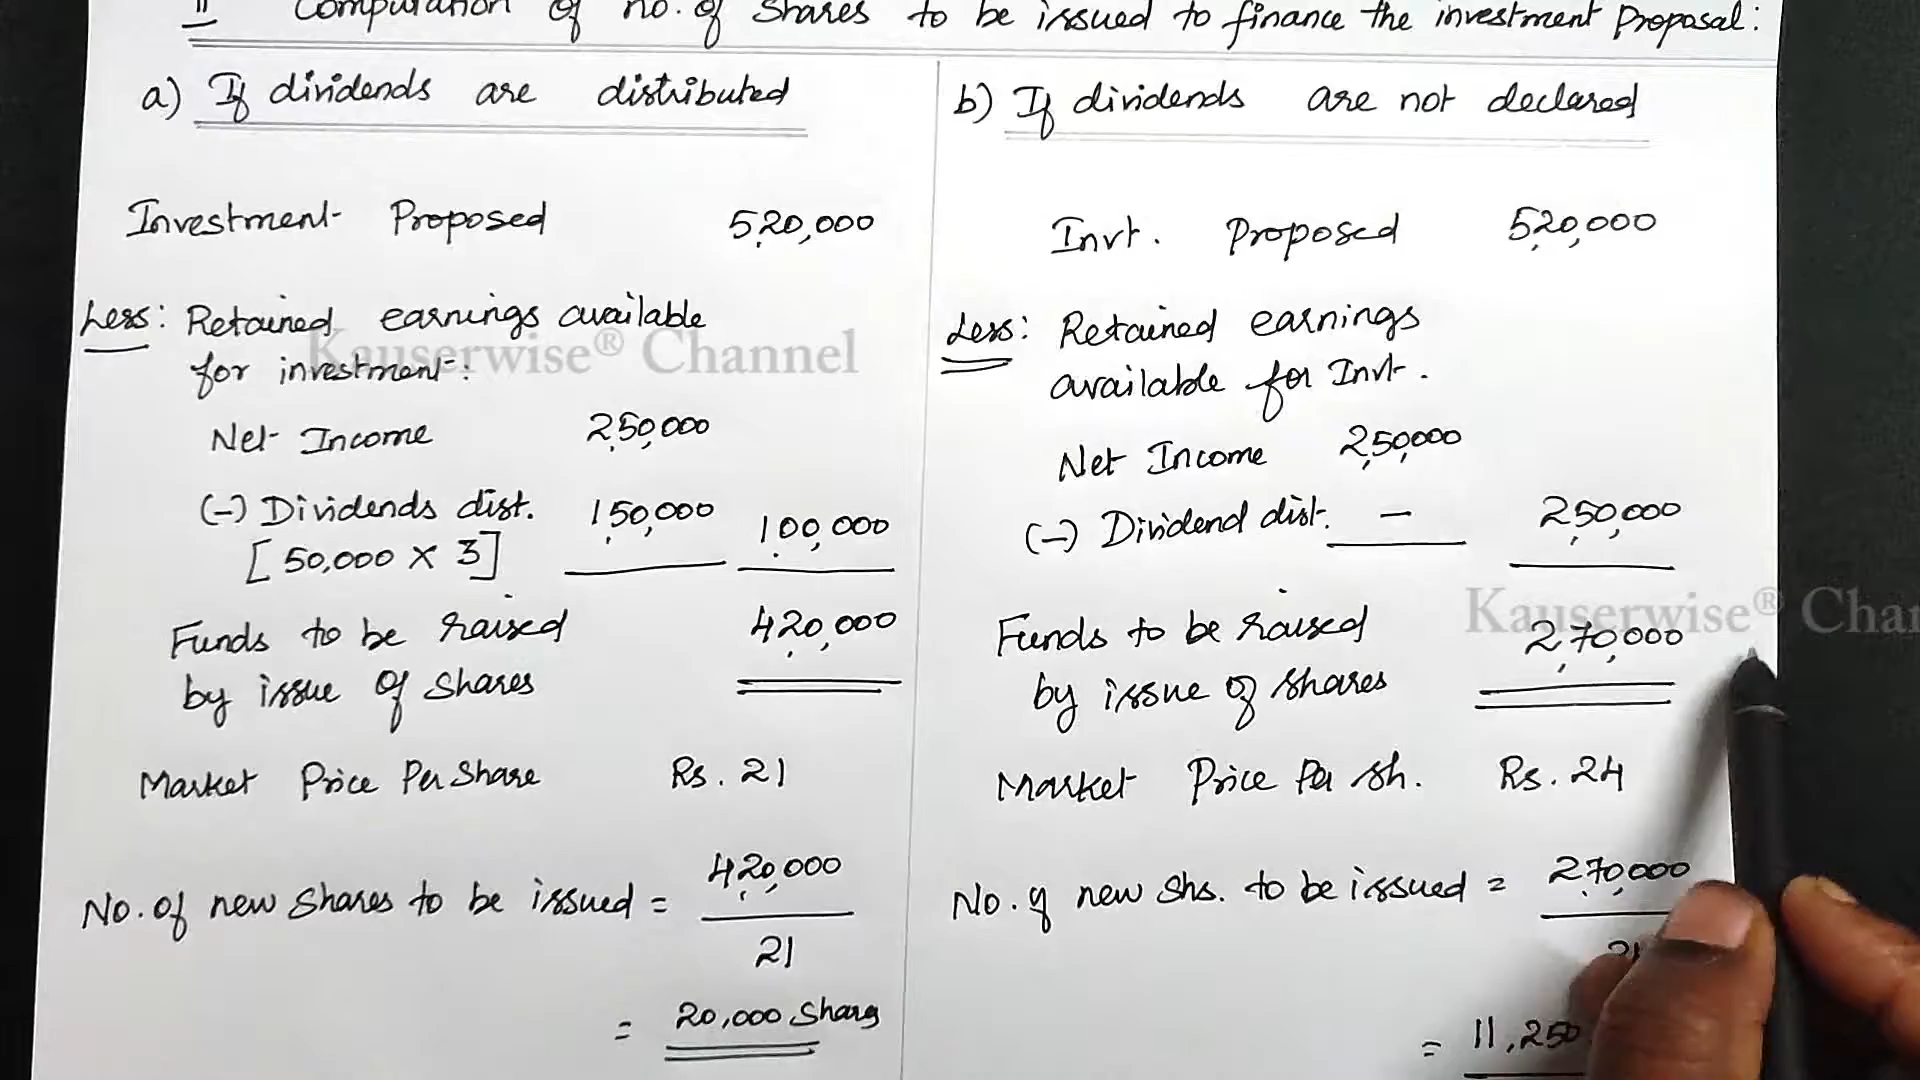 II Computation of no. of shares to be issued to finance the investment Proposal:
a) If dividends are distributed
Investment Proposed 5,20,000
Less: Retained earnings available
for investment:
Net Income 2,50,000
(-) Dividends dist. 1,50,000 1,00,000
[50,000 × 3]
Funds to be raised 4,20,000
by issue of shares
Market Price Per Share Rs. 21
No. of new shares to be issued = 4,20,000
21
= 20,000 Shares
b) If dividends are not declared
Invt. Proposed 5,20,000
Less: Retained earnings
available for Invt.
Net Income 2,50,000
(-) Dividend dist. - 2,50,000
Funds to be raised 2,70,000
by issue of shares
Market Price Per sh. Rs. 24
No. of new shs. to be issued = 2,70,000
= 11,250
Kauserwise® Channel
Kauserwise® Chan